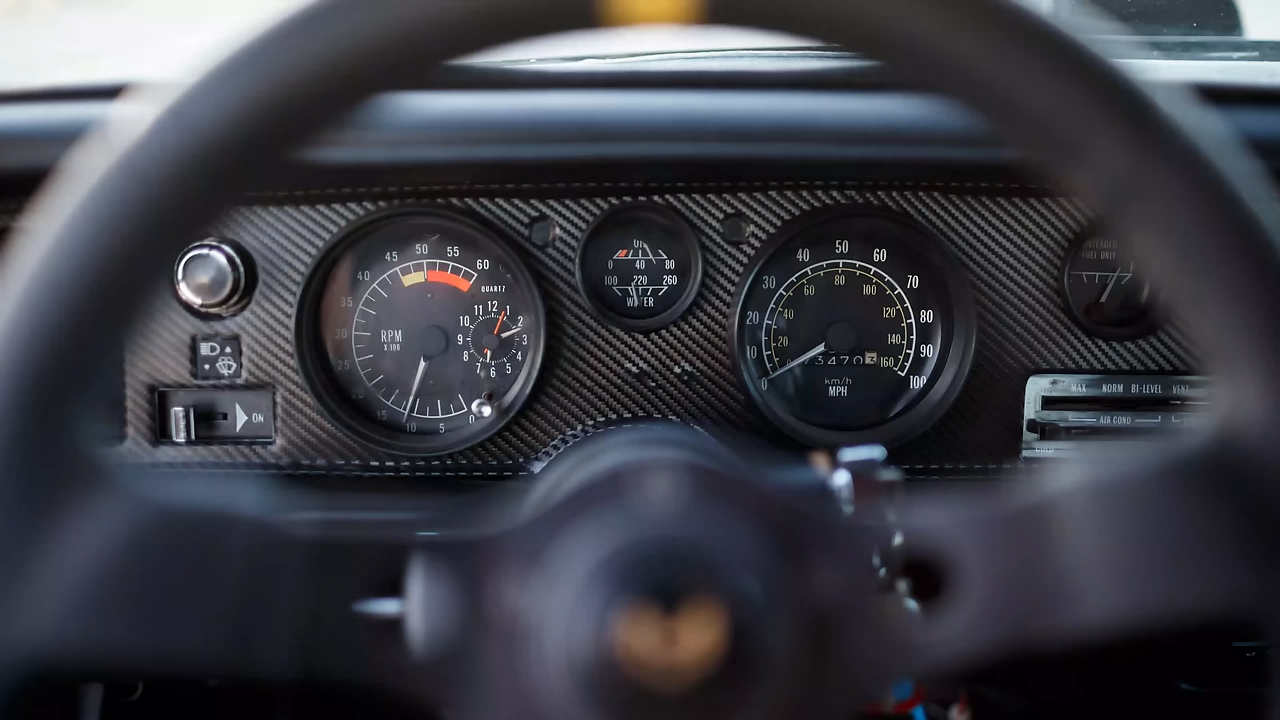 45 50 55
40 60
35
30
25
15
10 5 0
RPM
X 100
QUARTZ
12
11 1
10 2
9 3
8 4
7 6 5
ON
0 40 80
100 220 260
WATER
50
40 60
30 70
20 80
10 90
0 100
80
60 100
40 120
20 140
160
km/h
MPH
UNLEADED
FUEL ONLY
MAX NORM BI-LEVEL VENT
AIR COND